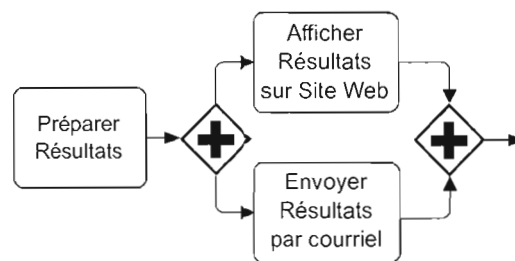 Préparer
Résultats
Afficher
Résultats
sur Site Web
Envoyer
Résultats
par courriel